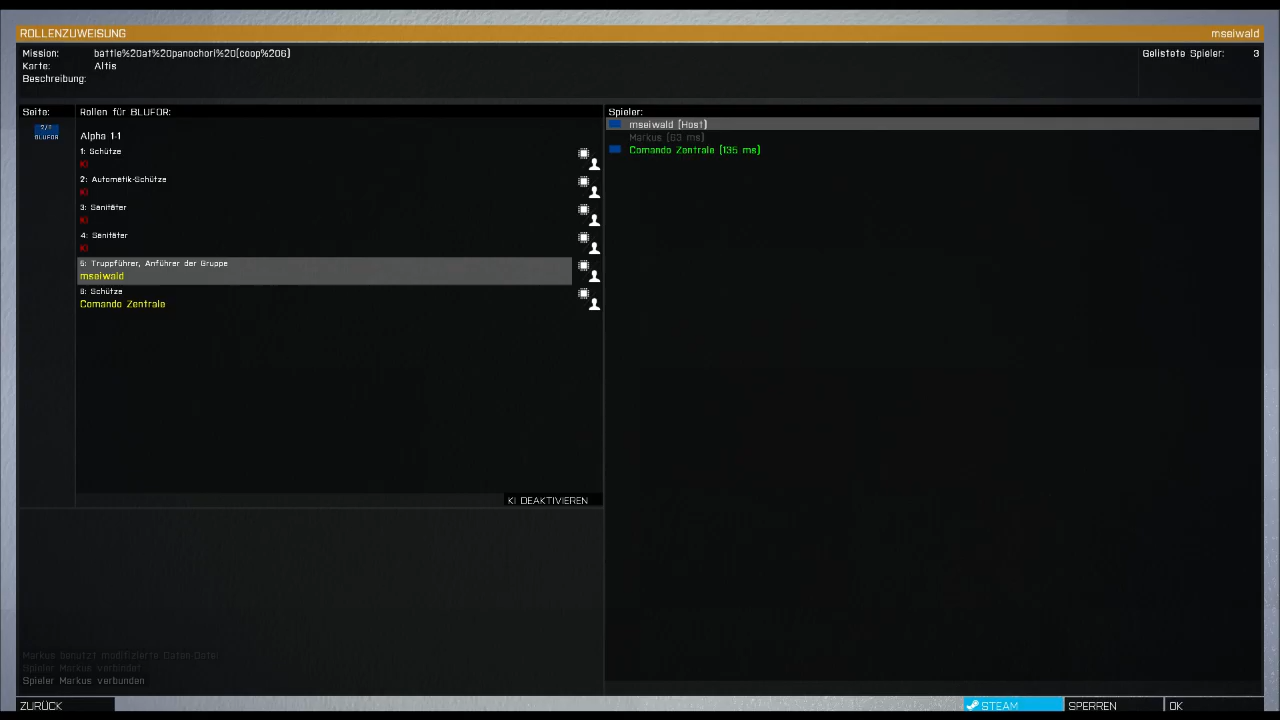 ROLLENZUWEISUNG
mseiwald
Mission: battle%20at%20panochori%20(coop%206)
Gelistete Spieler: 3
Karte: Altis
Beschreibung:
Seite:
Rollen für BLUFOR:
Spieler:
BLUFOR
Alpha 1-1
1: Schütze
KI
2: Automatik-Schütze
KI
3: Sanitäter
KI
4: Sanitäter
KI
5: Truppführer, Anführer der Gruppe
mseiwald
6: Schütze
Comando Zentrale
mseiwald (Host)
Markus (63 ms)
Comando Zentrale (135 ms)
KI DEAKTIVIEREN
Markus benutzt modifizierte Daten-Datei
Spieler Markus verbindet
Spieler Markus verbunden
ZURÜCK
STEAM
SPERREN
OK